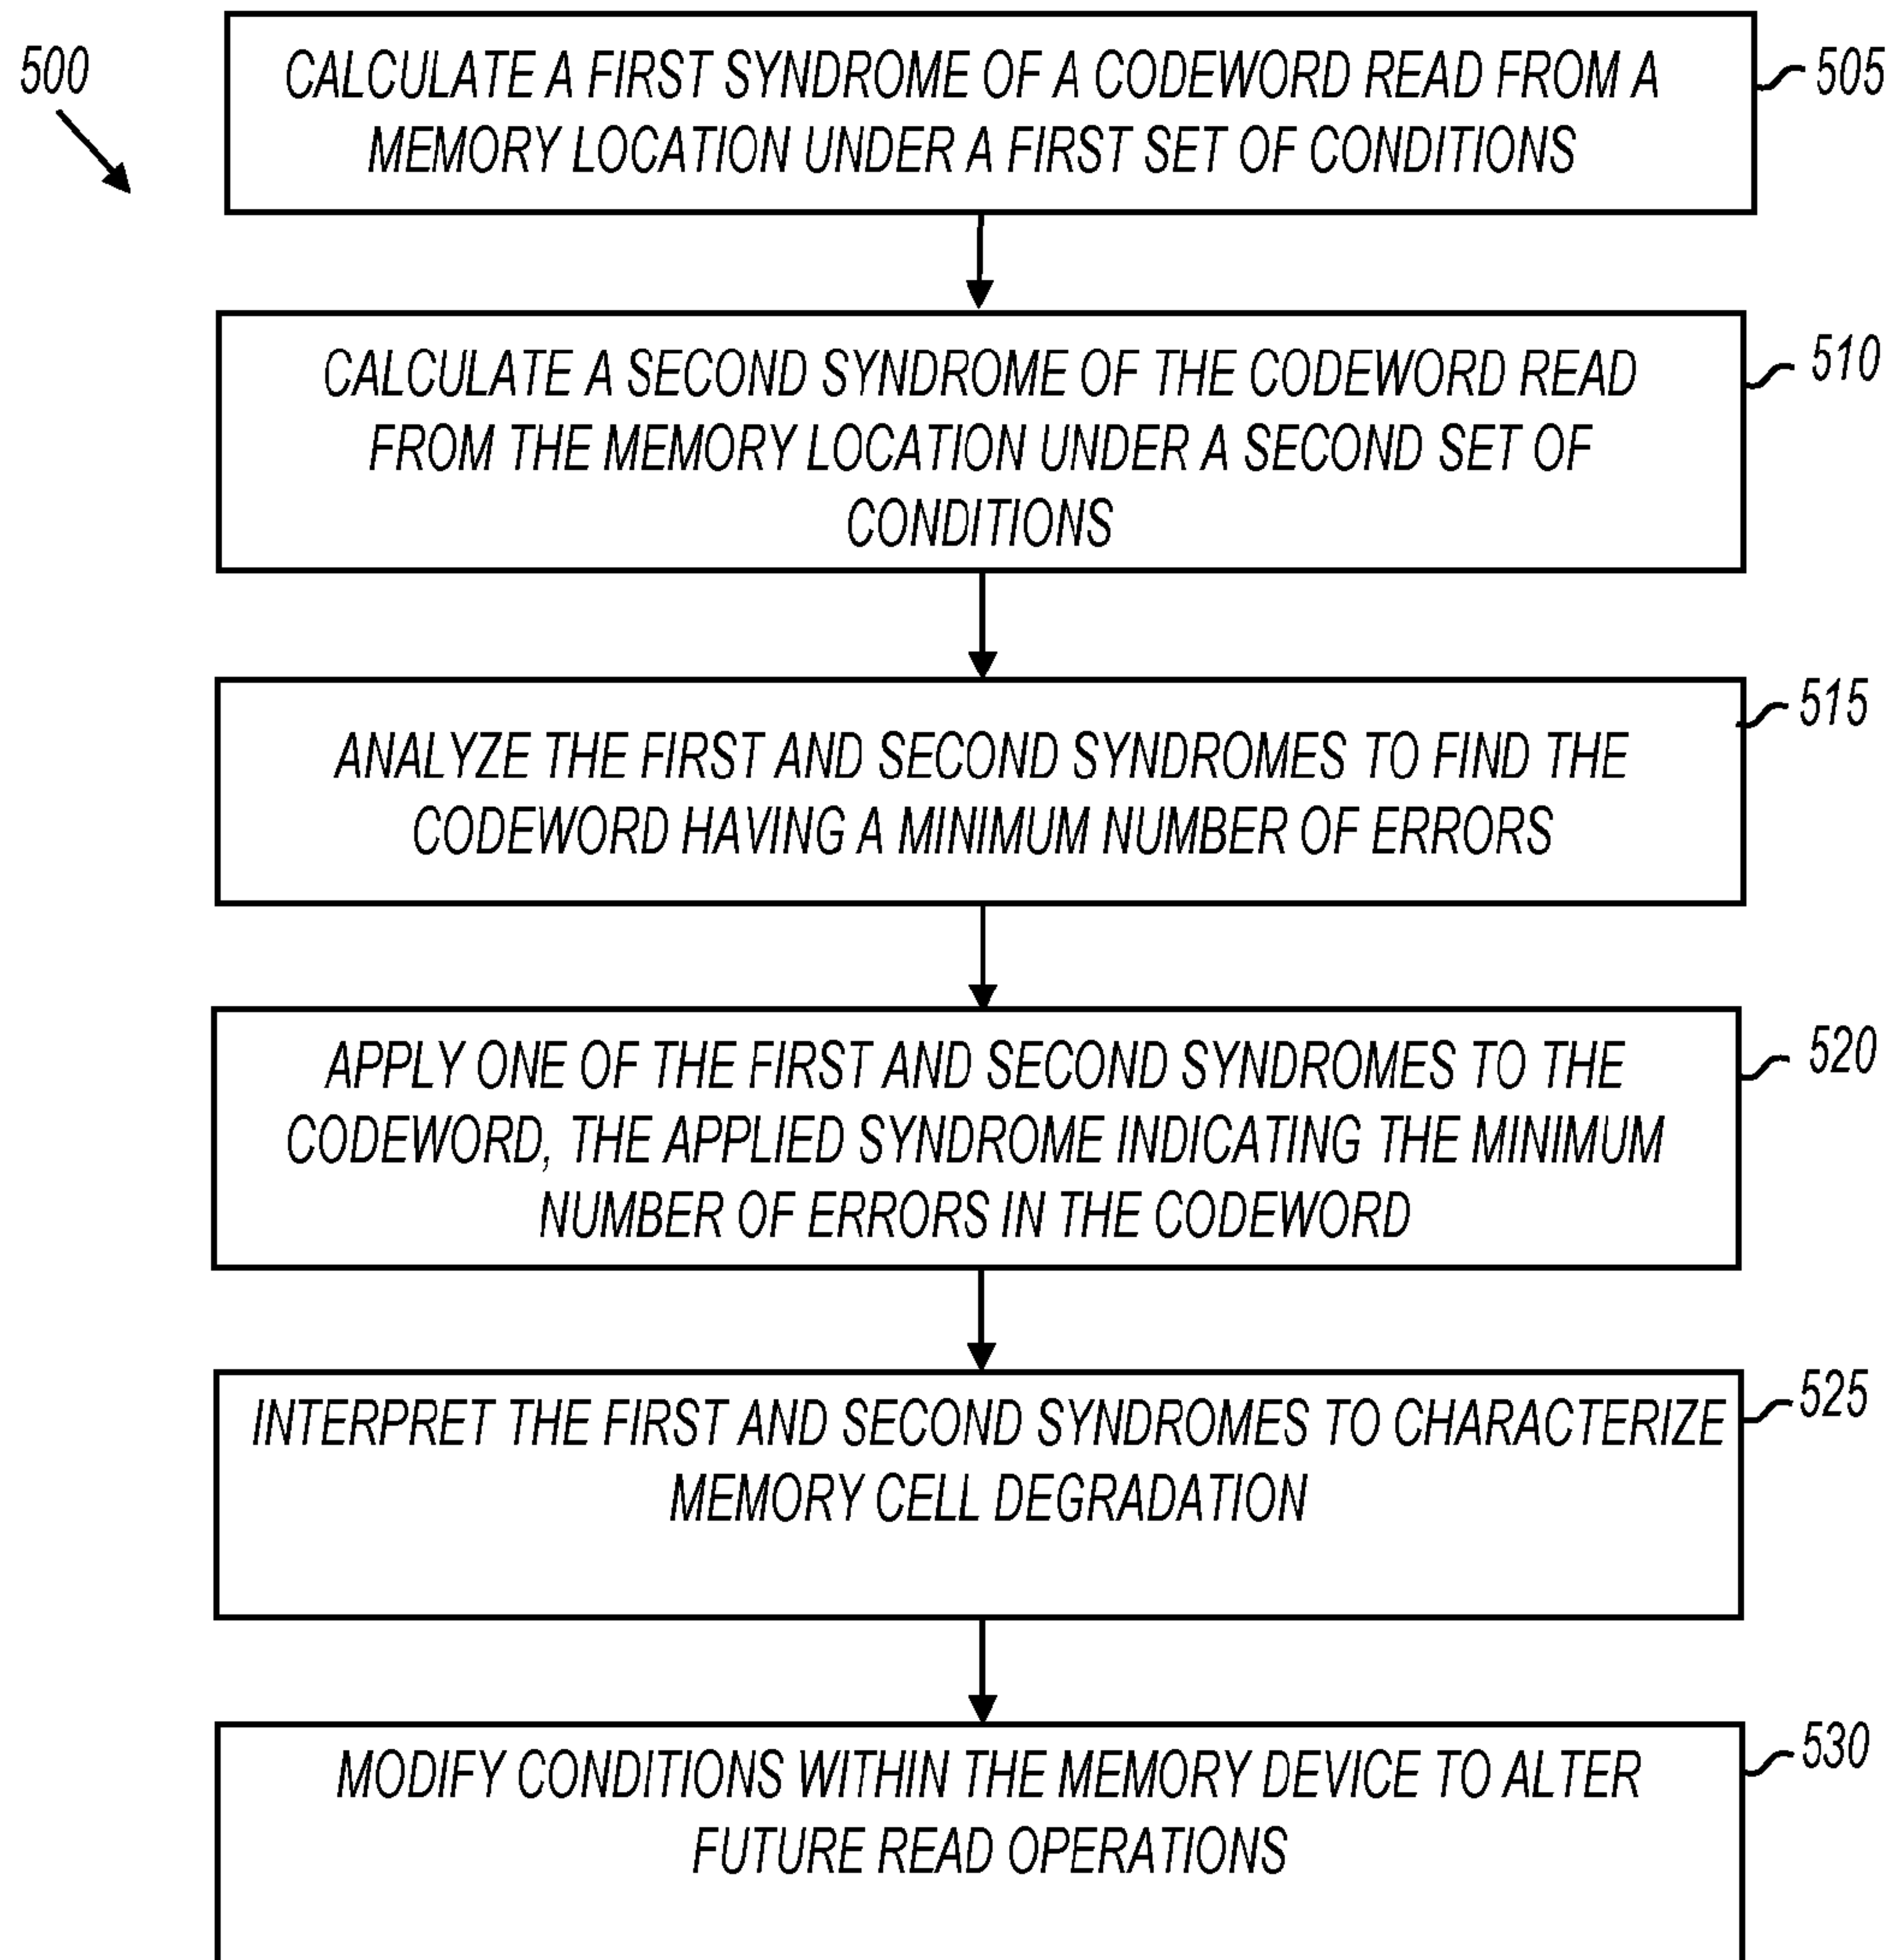 500
CALCULATE A FIRST SYNDROME OF A CODEWORD READ FROM A
MEMORY LOCATION UNDER A FIRST SET OF CONDITIONS
505
CALCULATE A SECOND SYNDROME OF THE CODEWORD READ
FROM THE MEMORY LOCATION UNDER A SECOND SET OF
CONDITIONS
510
ANALYZE THE FIRST AND SECOND SYNDROMES TO FIND THE
CODEWORD HAVING A MINIMUM NUMBER OF ERRORS
515
APPLY ONE OF THE FIRST AND SECOND SYNDROMES TO THE
CODEWORD, THE APPLIED SYNDROME INDICATING THE MINIMUM
NUMBER OF ERRORS IN THE CODEWORD
520
INTERPRET THE FIRST AND SECOND SYNDROMES TO CHARACTERIZE
MEMORY CELL DEGRADATION
525
MODIFY CONDITIONS WITHIN THE MEMORY DEVICE TO ALTER
FUTURE READ OPERATIONS
530